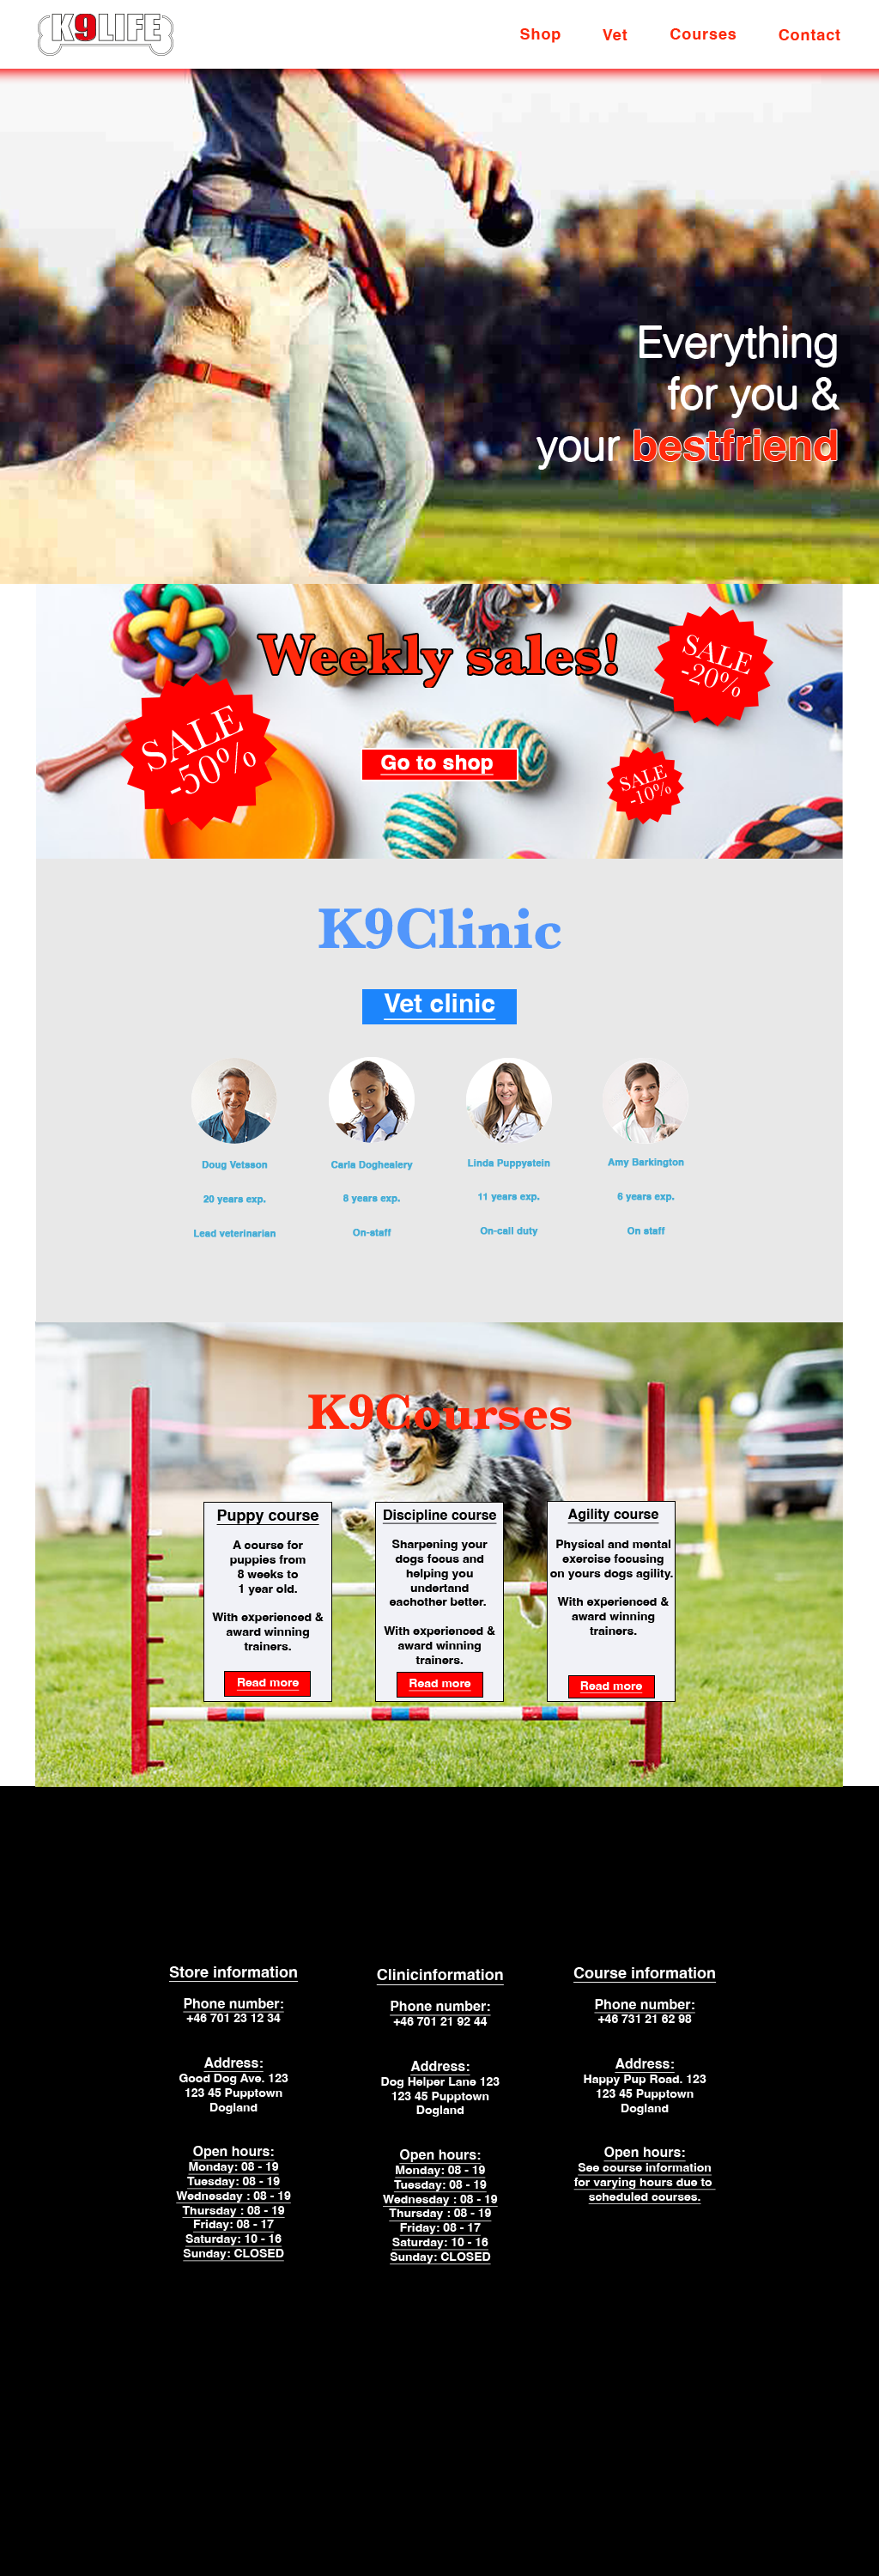 K9LIFE
Shop Vet Courses Contact
Everything
for you &
your bestfriend
Weekly sales!
SALE
-20%
SALE
-50%
Go to shop
SALE
-10%
K9Clinic
Vet clinic
Doug Vetsson
20 years exp.
Lead veterinarian
Carla Doghealery
8 years exp.
On-staff
Linda Puppystein
11 years exp.
On-call duty
Amy Barkington
6 years exp.
On staff
K9Courses
Puppy course
A course for
puppies from
8 weeks to
1 year old.
With experienced &
award winning
trainers.
Read more
Discipline course
Sharpening your
dogs focus and
helping you
undertand
eachother better.
With experienced &
award winning
trainers.
Read more
Agility course
Physical and mental
exercise focusing
on yours dogs agility.
With experienced &
award winning
trainers.
Read more
Store information
Phone number:
+46 701 23 12 34
Address:
Good Dog Ave. 123
123 45 Pupptown
Dogland
Open hours:
Monday: 08 - 19
Tuesday: 08 - 19
Wednesday : 08 - 19
Thursday : 08 - 19
Friday: 08 - 17
Saturday: 10 - 16
Sunday: CLOSED
Clinicinformation
Phone number:
+46 701 21 92 44
Address:
Dog Helper Lane 123
123 45 Pupptown
Dogland
Open hours:
Monday: 08 - 19
Tuesday: 08 - 19
Wednesday : 08 - 19
Thursday : 08 - 19
Friday: 08 - 17
Saturday: 10 - 16
Sunday: CLOSED
Course information
Phone number:
+46 731 21 62 98
Address:
Happy Pup Road. 123
123 45 Pupptown
Dogland
Open hours:
See course information
for varying hours due to
scheduled courses.